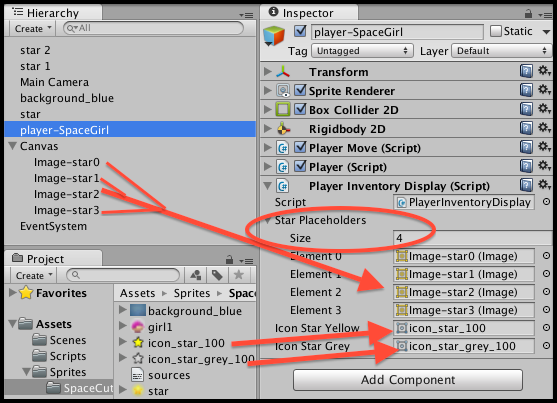 Hierarchy
Create
All
star 2
star 1
Main Camera
background_blue
star
player-SpaceGirl
Canvas
Image-star0
Image-star1
Image-star2
Image-star3
EventSystem
Project
Create
Favorites
Assets
Scenes
Scripts
Sprites
SpaceCut
Assets Sprites Spac
background_blue
girl1
icon_star_100
icon_star_grey_100
sources
star
Inspector
player-SpaceGirl Static
Tag Untagged Layer Default
Transform
Sprite Renderer
Box Collider 2D
Rigidbody 2D
Player Move (Script)
Player (Script)
Player Inventory Display (Script)
Script PlayerInventoryDisplay
Star Placeholders
Size 4
Element 0 Image-star0 (Image)
Element 1 Image-star1 (Image)
Element 2 Image-star2 (Image)
Element 3 Image-star3 (Image)
Icon Star Yellow icon_star_100
Icon Star Grey icon_star_grey_100
Add Component